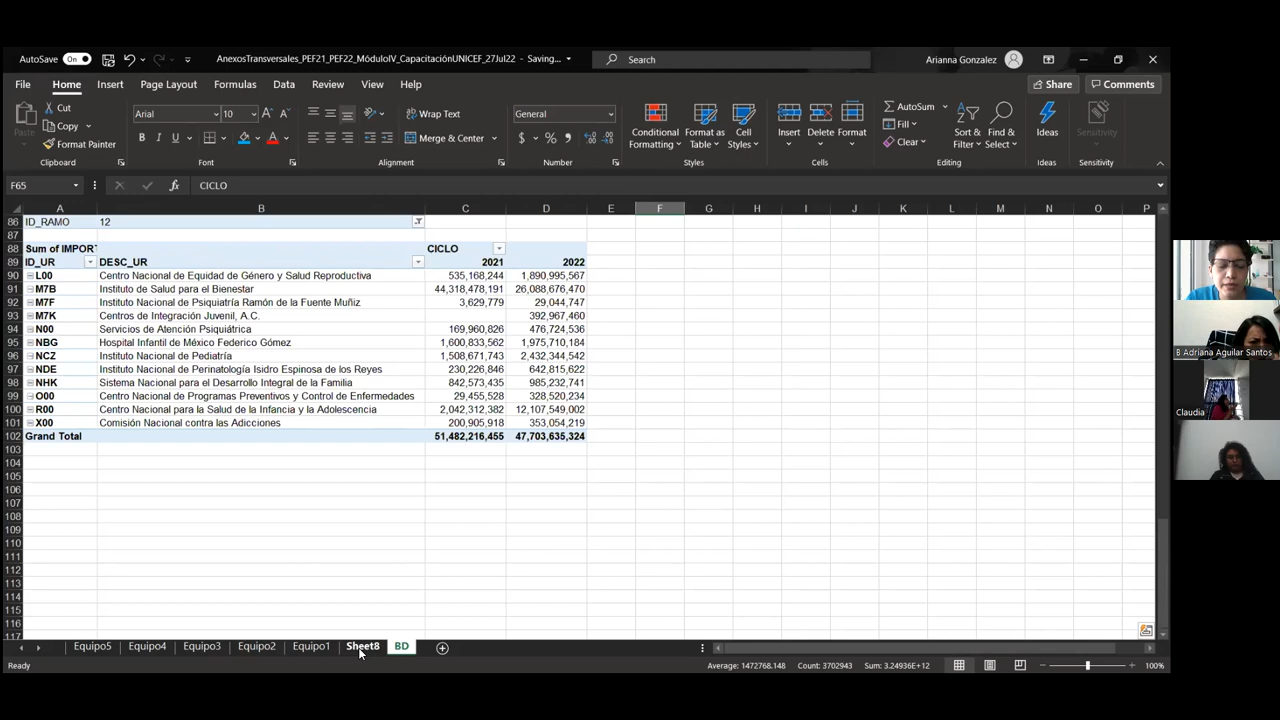 AutoSave On AnexosTransversales_PEF21_PEF22_MóduloIV_CapacitaciónUNICEF_27Jul22 - Saving... Search Arianna Gonzalez
File Home Insert Page Layout Formulas Data Review View Help Share Comments
Paste Cut Copy Format Painter Clipboard
Arial 10 B I U A Font
Wrap Text Merge & Center Alignment
General $ % Number
Conditional Formatting Format as Table Cell Styles Styles
Insert Delete Format Cells
AutoSum Fill Clear Sort & Filter Find & Select Editing
Ideas Ideas
Sensitivity Sensitivity
F65 fx CICLO
A B C D E F G H I J K L M N O P
86 ID_RAMO 12
87
88 Sum of IMPORT CICLO
89 ID_UR DESC_UR 2021 2022
90 L00 Centro Nacional de Equidad de Género y Salud Reproductiva 535,168,244 1,890,995,567
91 M7B Instituto de Salud para el Bienestar 44,318,478,191 26,088,676,470
92 M7F Instituto Nacional de Psiquiatría Ramón de la Fuente Muñiz 3,629,779 29,044,747
93 M7K Centros de Integración Juvenil, A.C. 392,967,460
94 N00 Servicios de Atención Psiquiátrica 169,960,826 476,724,536
95 NBG Hospital Infantil de México Federico Gómez 1,600,833,562 1,975,710,184
96 NCZ Instituto Nacional de Pediatría 1,508,671,743 2,432,344,542
97 NDE Instituto Nacional de Perinatología Isidro Espinosa de los Reyes 230,226,846 642,815,622
98 NHK Sistema Nacional para el Desarrollo Integral de la Familia 842,573,435 985,232,741
99 O00 Centro Nacional de Programas Preventivos y Control de Enfermedades 29,455,528 328,520,234
100 R00 Centro Nacional para la Salud de la Infancia y la Adolescencia 2,042,312,382 12,107,549,002
101 X00 Comisión Nacional contra las Adicciones 200,905,918 353,054,219
102 Grand Total 51,482,216,455 47,703,635,324
103
104
105
106
107
108
109
110
111
112
113
114
115
116
117
Equipo5 Equipo4 Equipo3 Equipo2 Equipo1 Sheet8 BD
Ready Average: 1472768.148 Count: 3702943 Sum: 3.24936E+12 100%
B Adriana Aguilar Santos
Claudia